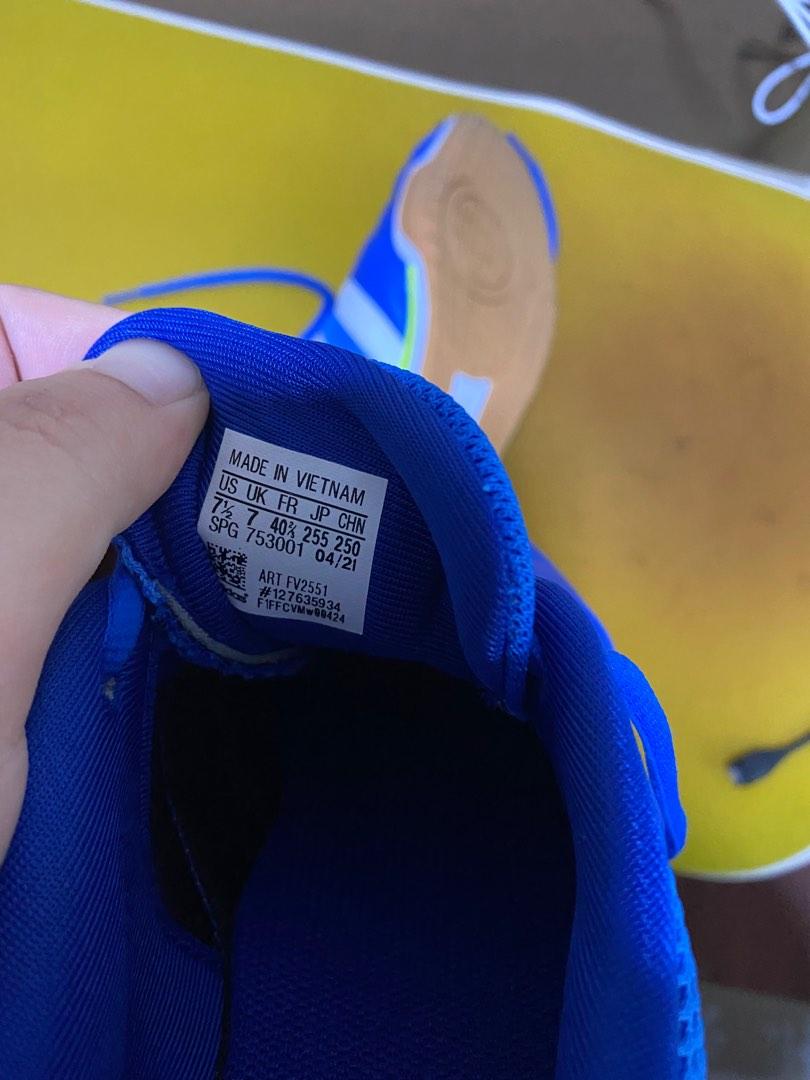 MADE IN VIETNAM
US UK FR JP CHN
7½ 7 40⅔ 255 250
SPG 753001 04/21
ART FV2551
#127635934
F1FFCVMw00424